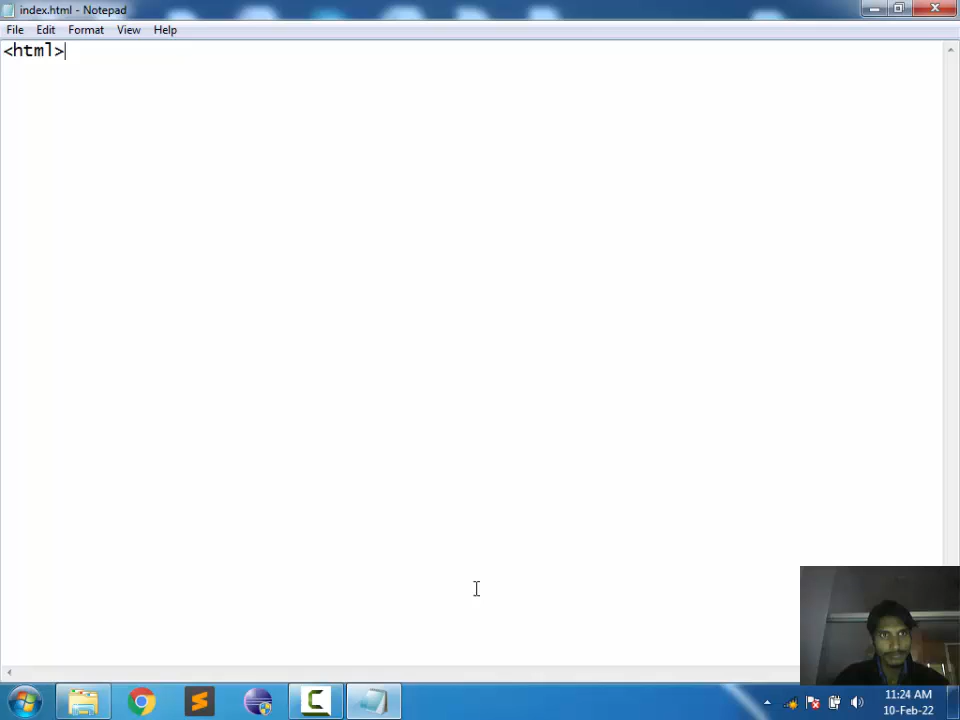 index.html - Notepad
File Edit Format View Help
<html>
11:24 AM
10-Feb-22